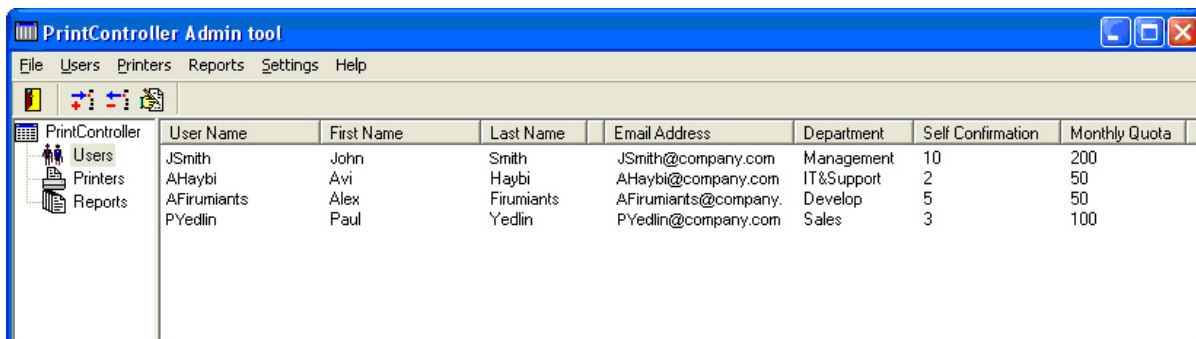 PrintController Admin tool
File Users Printers Reports Settings Help
PrintController
Users
Printers
Reports
User Name First Name Last Name Email Address Department Self Confirmation Monthly Quota
JSmith John Smith JSmith@company.com Management 10 200
AHaybi Avi Haybi AHaybi@company.com IT&Support 2 50
AFirumiants Alex Firumiants AFirumiants@company. Develop 5 50
PYedlin Paul Yedlin PYedlin@company.com Sales 3 100